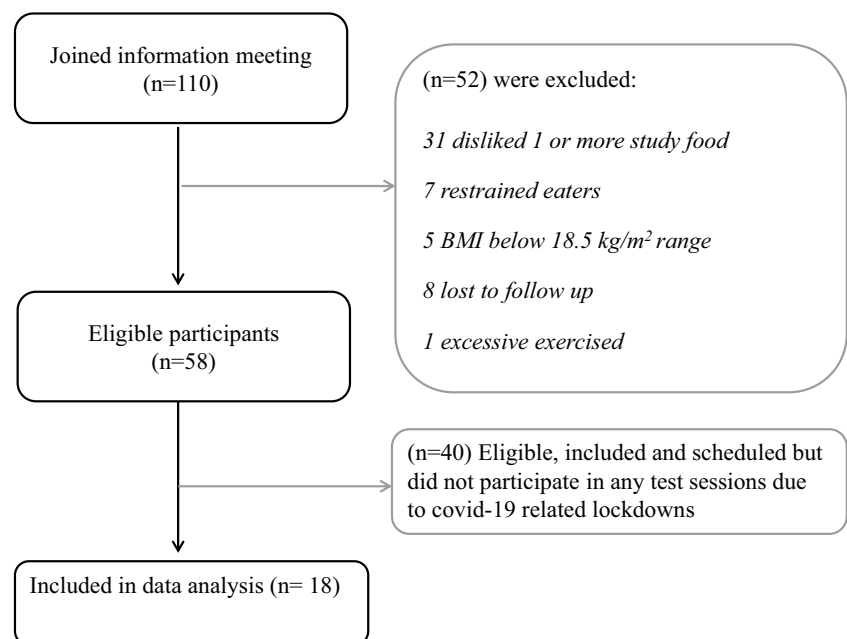 Joined information meeting
(n=110)
(n=52) were excluded:
31 disliked 1 or more study food
7 restrained eaters
5 BMI below 18.5 kg/m² range
8 lost to follow up
1 excessive exercised
Eligible participants
(n=58)
(n=40) Eligible, included and scheduled but
did not participate in any test sessions due
to covid-19 related lockdowns
Included in data analysis (n= 18)